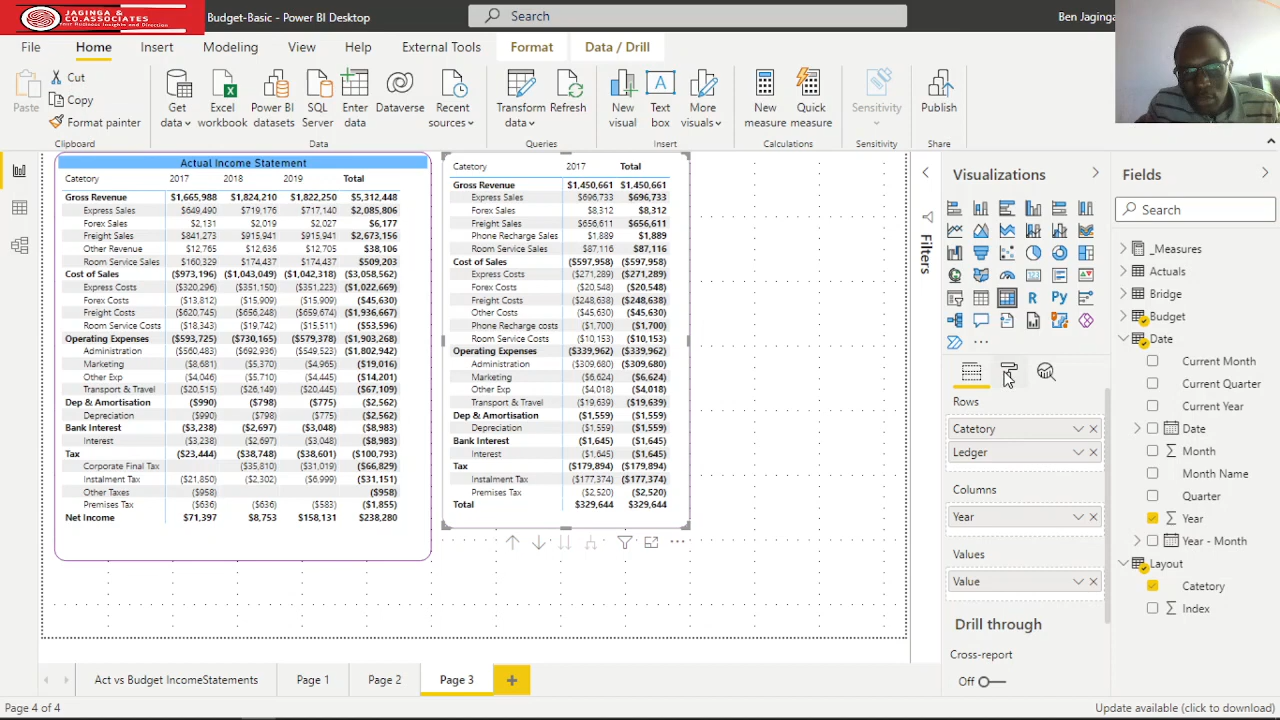 JAGINGA &
CO.ASSOCIATES
Your Business Insights and Direction
Budget-Basic - Power BI Desktop
Search
Ben Jaginga
File
Home
Insert
Modeling
View
Help
External Tools
Format
Data / Drill
Paste
Cut
Copy
Format painter
Get data
Excel workbook
Power BI datasets
SQL Server
Enter data
Dataverse
Recent sources
Transform data
Refresh
New visual
Text box
More visuals
New measure
Quick measure
Sensitivity
Publish
Clipboard
Data
Queries
Insert
Calculations
Sensitivity
Share
Actual Income Statement
Catetory 2017 2018 2019 Total
Gross Revenue $1,665,988 $1,824,210 $1,822,250 $5,312,448
Express Sales $649,490 $719,176 $717,140 $2,085,806
Forex Sales $2,131 $2,019 $2,027 $6,177
Freight Sales $841,273 $915,941 $915,941 $2,673,156
Other Revenue $12,765 $12,636 $12,705 $38,106
Room Service Sales $160,329 $174,437 $174,437 $509,203
Cost of Sales ($973,196) ($1,043,049) ($1,042,318) ($3,058,562)
Express Costs ($320,296) ($351,150) ($351,223) ($1,022,669)
Forex Costs ($13,812) ($15,909) ($15,909) ($45,630)
Freight Costs ($620,745) ($656,248) ($659,674) ($1,936,667)
Room Service Costs ($18,343) ($19,742) ($15,511) ($53,596)
Operating Expenses ($593,725) ($730,165) ($579,378) ($1,903,268)
Administration ($560,483) ($692,936) ($549,523) ($1,802,942)
Marketing ($8,681) ($5,370) ($4,965) ($19,016)
Other Exp ($4,046) ($5,710) ($4,445) ($14,201)
Transport & Travel ($20,515) ($26,149) ($20,445) ($67,109)
Dep & Amortisation ($990) ($798) ($775) ($2,562)
Depreciation ($990) ($798) ($775) ($2,562)
Bank Interest ($3,238) ($2,697) ($3,048) ($8,983)
Interest ($3,238) ($2,697) ($3,048) ($8,983)
Tax ($23,444) ($38,748) ($38,601) ($100,793)
Corporate Final Tax ($35,810) ($31,019) ($66,829)
Instalment Tax ($21,850) ($2,302) ($6,999) ($31,151)
Other Taxes ($958) ($958)
Premises Tax ($636) ($636) ($583) ($1,855)
Net Income $71,397 $8,753 $158,131 $238,280
Catetory 2017 Total
Gross Revenue $1,450,661 $1,450,661
Express Sales $696,733 $696,733
Forex Sales $8,312 $8,312
Freight Sales $656,611 $656,611
Phone Recharge Sales $1,889 $1,889
Room Service Sales $87,116 $87,116
Cost of Sales ($597,958) ($597,958)
Express Costs ($271,289) ($271,289)
Forex Costs ($20,548) ($20,548)
Freight Costs ($248,638) ($248,638)
Other Costs ($45,630) ($45,630)
Phone Recharge costs ($1,700) ($1,700)
Room Service Costs ($10,153) ($10,153)
Operating Expenses ($339,962) ($339,962)
Administration ($309,680) ($309,680)
Marketing ($6,624) ($6,624)
Other Exp ($4,018) ($4,018)
Transport & Travel ($19,639) ($19,639)
Dep & Amortisation ($1,559) ($1,559)
Depreciation ($1,559) ($1,559)
Bank Interest ($1,645) ($1,645)
Interest ($1,645) ($1,645)
Tax ($179,894) ($179,894)
Instalment Tax ($177,374) ($177,374)
Premises Tax ($2,520) ($2,520)
Total $329,644 $329,644
Filters
Visualizations
R
Py
Rows
Catetory
Ledger
Columns
Year
Values
Value
Drill through
Cross-report
Off
Fields
Search
_Measures
Actuals
Bridge
Budget
Date
Current Month
Current Quarter
Current Year
Date
Month
Month Name
Quarter
Year
Year - Month
Layout
Catetory
Index
Act vs Budget IncomeStatements
Page 1
Page 2
Page 3
Page 4 of 4
Update available (click to download)